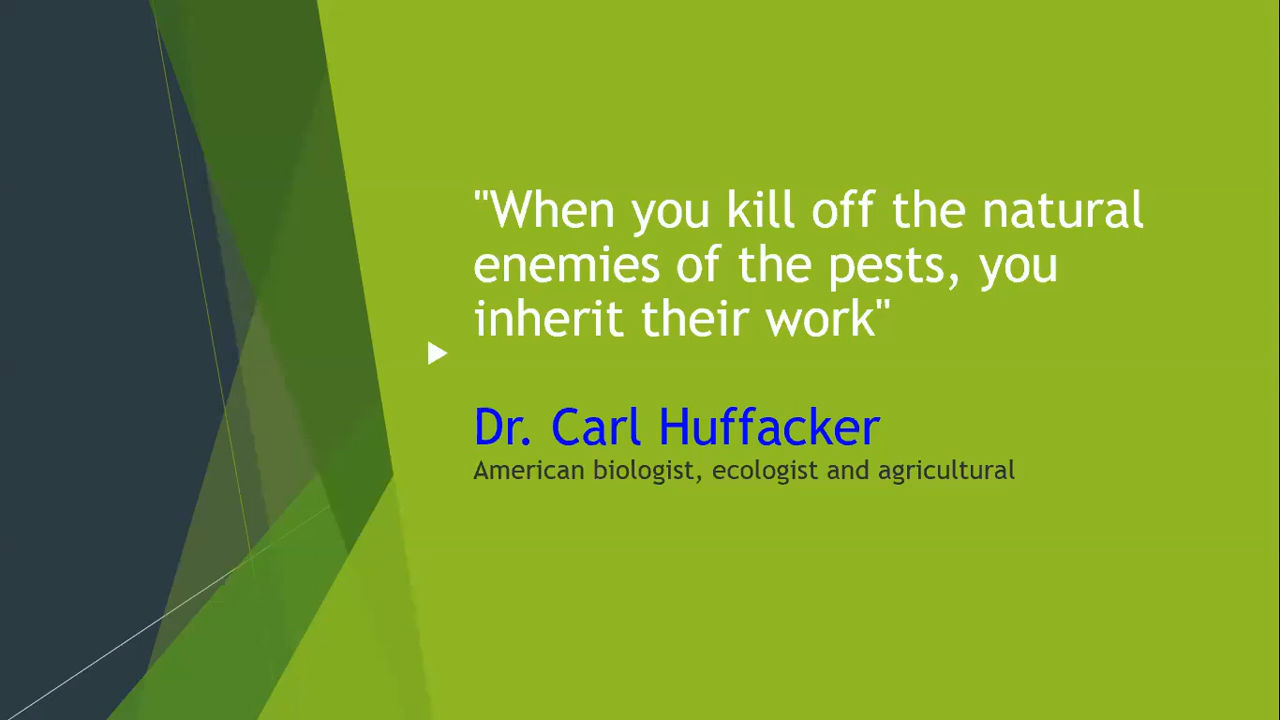 "When you kill off the natural
enemies of the pests, you
inherit their work"
Dr. Carl Huffacker
American biologist, ecologist and agricultural